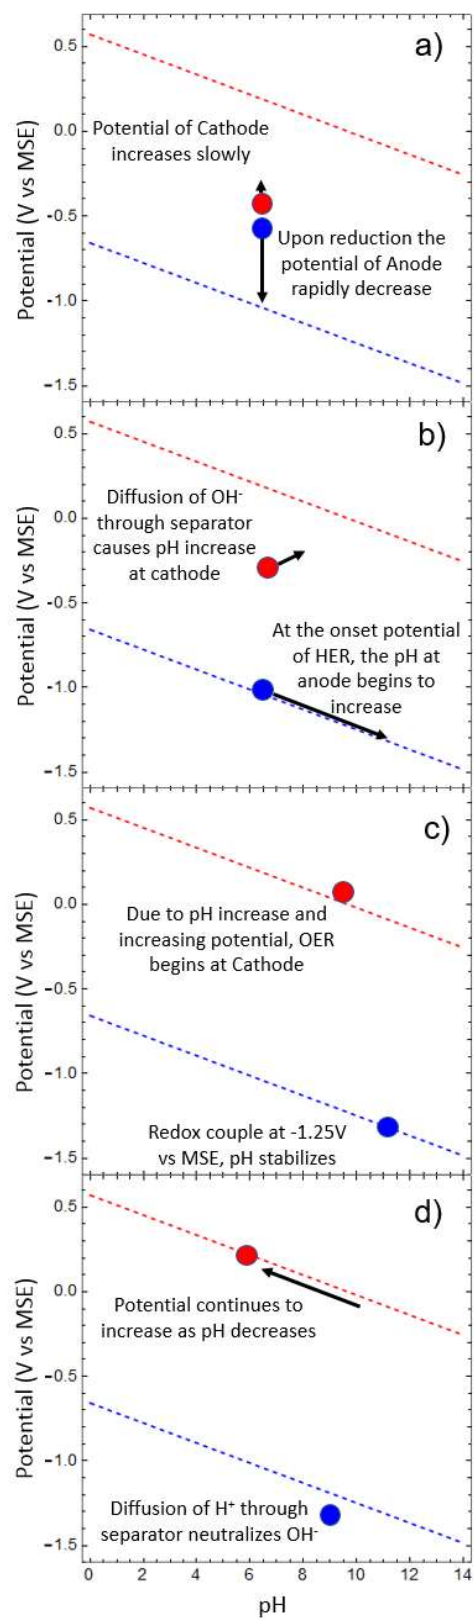 a)
0.5
0.0
-0.5
-1.0
-1.5
Potential (V vs MSE)
Potential of Cathode
increases slowly
Upon reduction the
potential of Anode
rapidly decrease
b)
0.5
0.0
-0.5
-1.0
-1.5
Potential (V vs MSE)
Diffusion of OH-
through separator
causes pH increase
at cathode
At the onset potential
of HER, the pH at
anode begins to
increase
c)
0.5
0.0
-0.5
-1.0
-1.5
Potential (V vs MSE)
Due to pH increase and
increasing potential, OER
begins at Cathode
Redox couple at -1.25V
vs MSE, pH stabilizes
d)
0.5
0.0
-0.5
-1.0
-1.5
Potential (V vs MSE)
Potential continues to
increase as pH decreases
Diffusion of H+ through
separator neutralizes OH-
0 2 4 6 8 10 12 14
pH